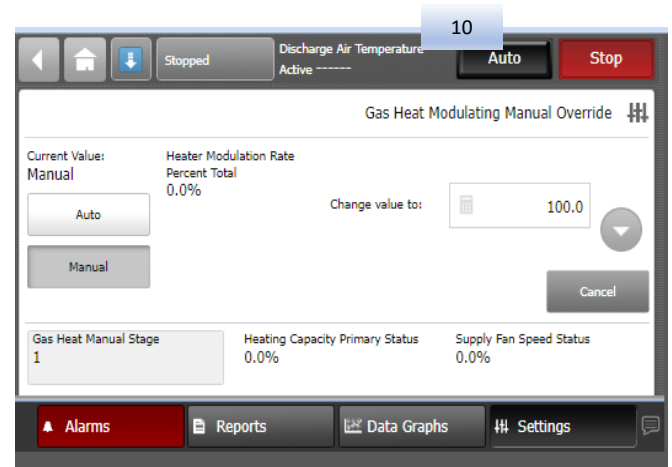 10
Stopped
Discharge Air Temperature
Active ------
Auto
Stop
Gas Heat Modulating Manual Override
Current Value:
Manual
Heater Modulation Rate
Percent Total
0.0%
Auto
Change value to:
100.0
Manual
Cancel
Gas Heat Manual Stage
1
Heating Capacity Primary Status
0.0%
Supply Fan Speed Status
0.0%
Alarms
Reports
Data Graphs
Settings